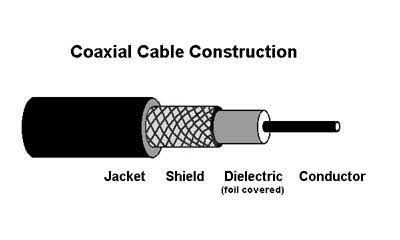 Coaxial Cable Construction
Jacket Shield Dielectric Conductor
(foil covered)